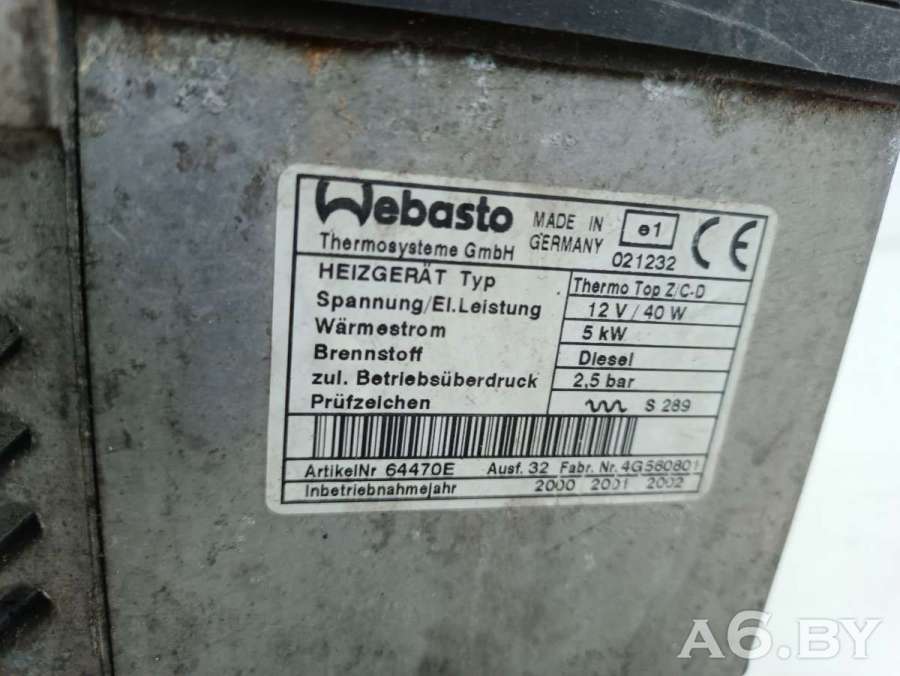 Webasto MADE IN GERMANY e1 CE
Thermosysteme GmbH 021232
HEIZGERÄT Typ Thermo Top Z/C-D
Spannung/El.Leistung 12 V / 40 W
Wärmestrom 5 kW
Brennstoff Diesel
zul. Betriebsüberdruck 2,5 bar
Prüfzeichen S 289
ArtikelNr 64470E Ausf. 32 Fabr. Nr. 4G580801
Inbetriebnahmejahr 2000 2001 2002
A6.BY